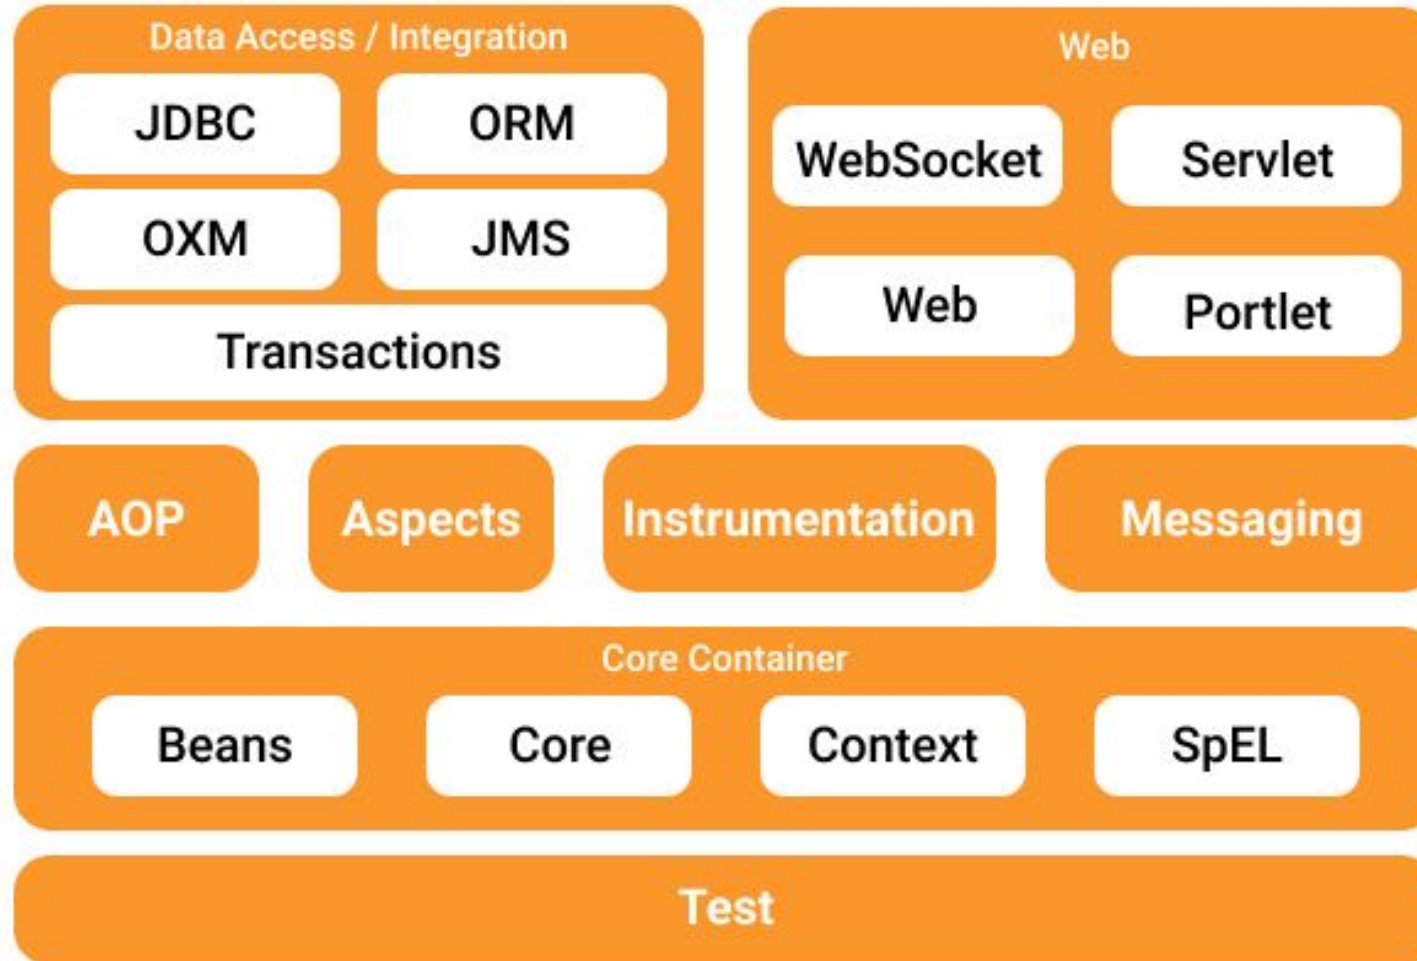 Data Access / Integration
JDBC
ORM
OXM
JMS
Transactions
Web
WebSocket
Servlet
Web
Portlet
AOP
Aspects
Instrumentation
Messaging
Core Container
Beans
Core
Context
SpEL
Test